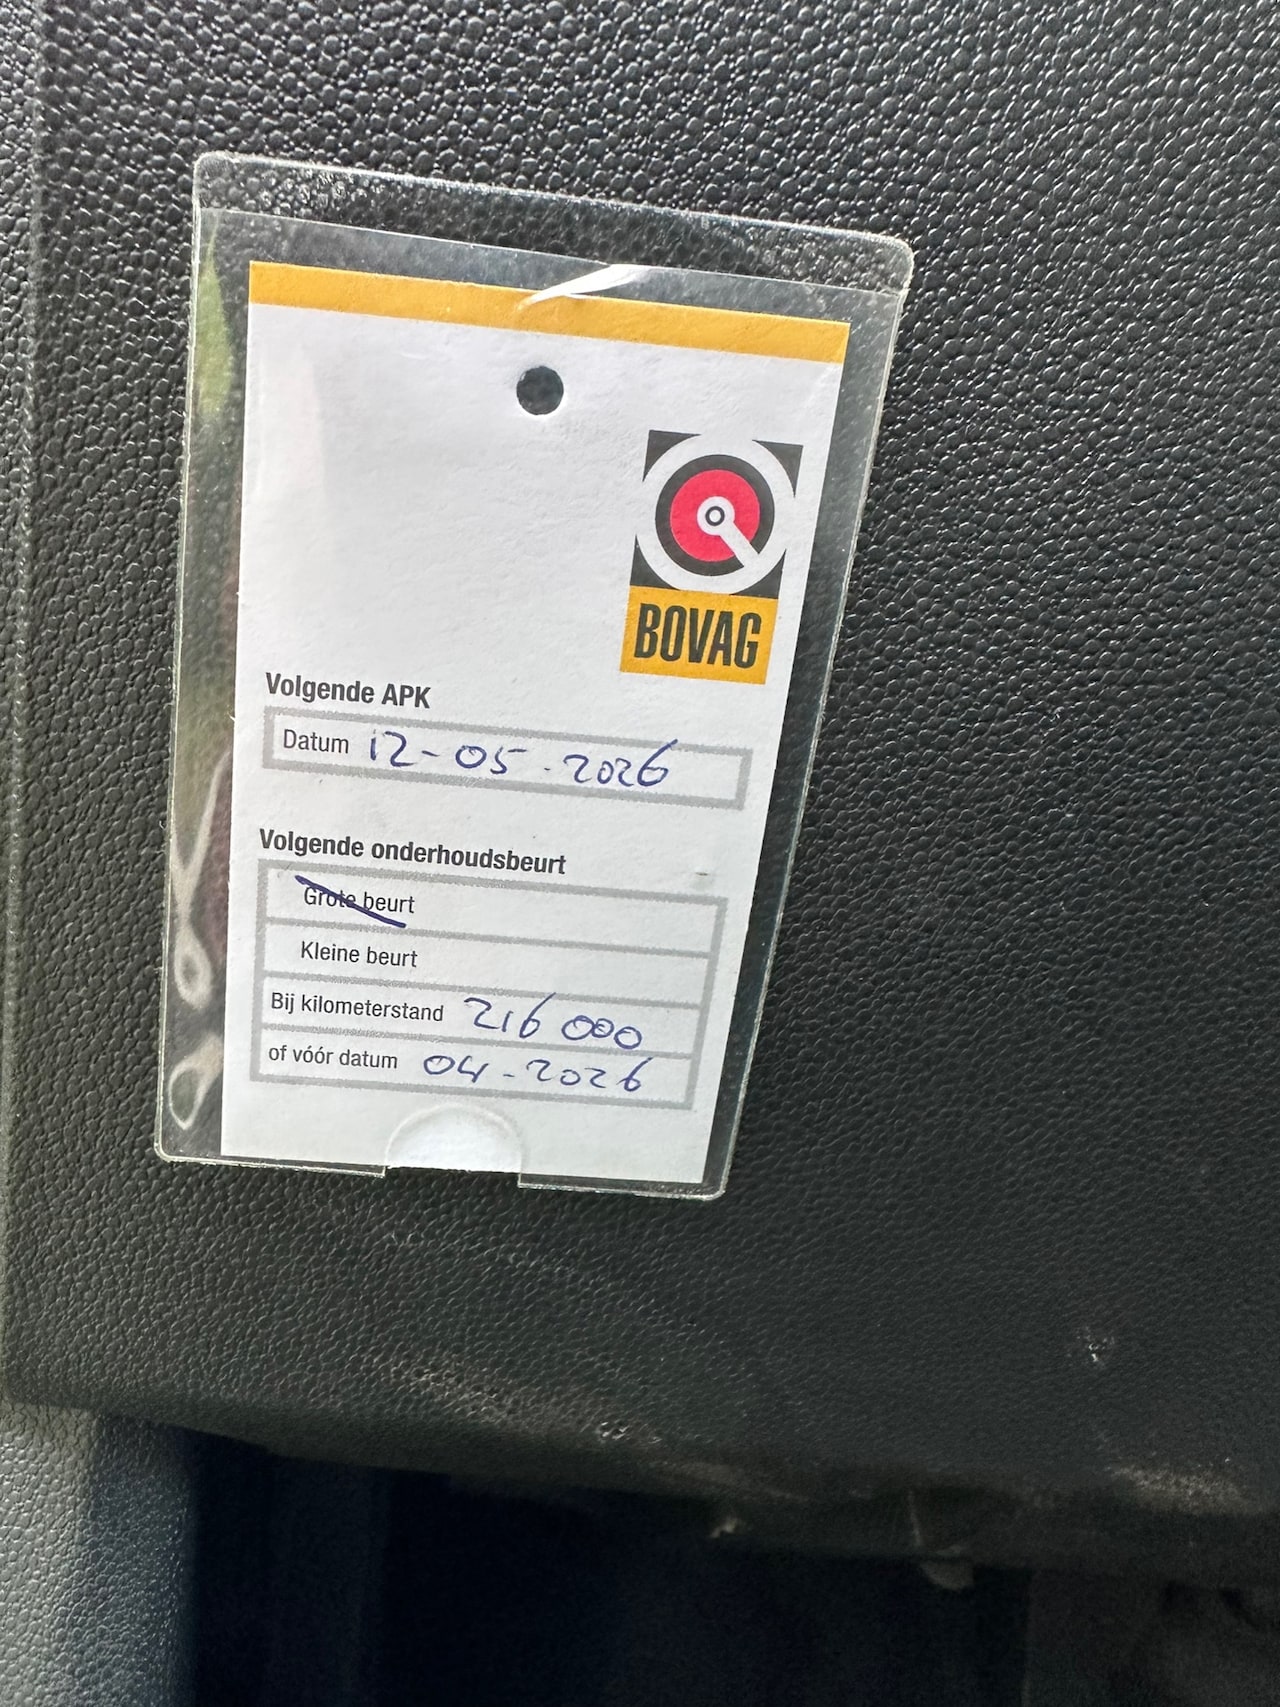 BOVAG
Volgende APK
Datum 12-05-2026
Volgende onderhoudsbeurt
Grote beurt
Kleine beurt
Bij kilometerstand 216 000
of vóór datum 04-2026